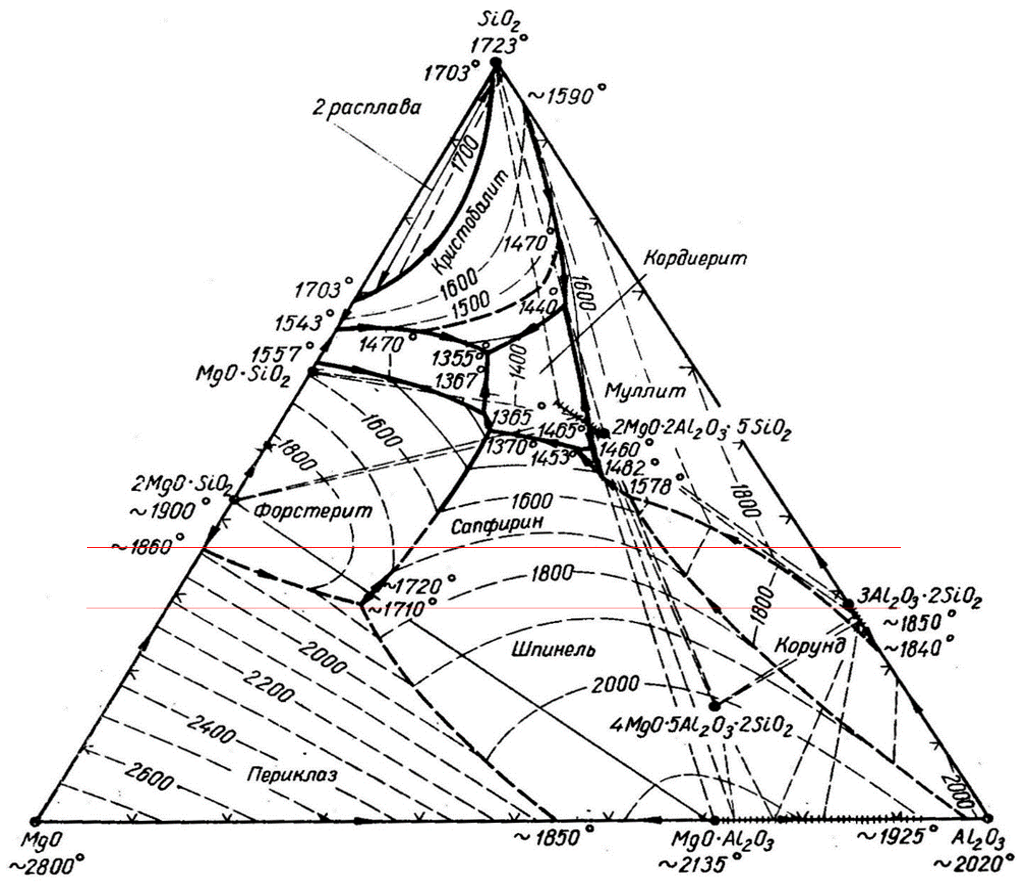 SiO₂
1723°
1703°
~1590°
2 расплава
1700
Кристобалит
1470°
Кордиерит
1703°
1600
1500
1440°
1600
1543°
1470°
1355°
1400
1557°
1367°
MgO·SiO₂
Муллит
1365°
1465°
2MgO·2Al₂O₃·5SiO₂
1600
1370°
1453°
1460°
1482°
1800
1578°
2MgO·SiO₂
~1900°
Форстерит
1600
Сапфирин
1800
~1860°
~1720°
1800
~1710°
1800
3Al₂O₃·2SiO₂
~1850°
~1840°
Шпинель
Корунд
2000
2200
2000
4MgO·5Al₂O₃·2SiO₂
2400
Периклаз
2600
2000
MgO
~2800°
~1850°
MgO·Al₂O₃
~2135°
~1925°
Al₂O₃
~2020°